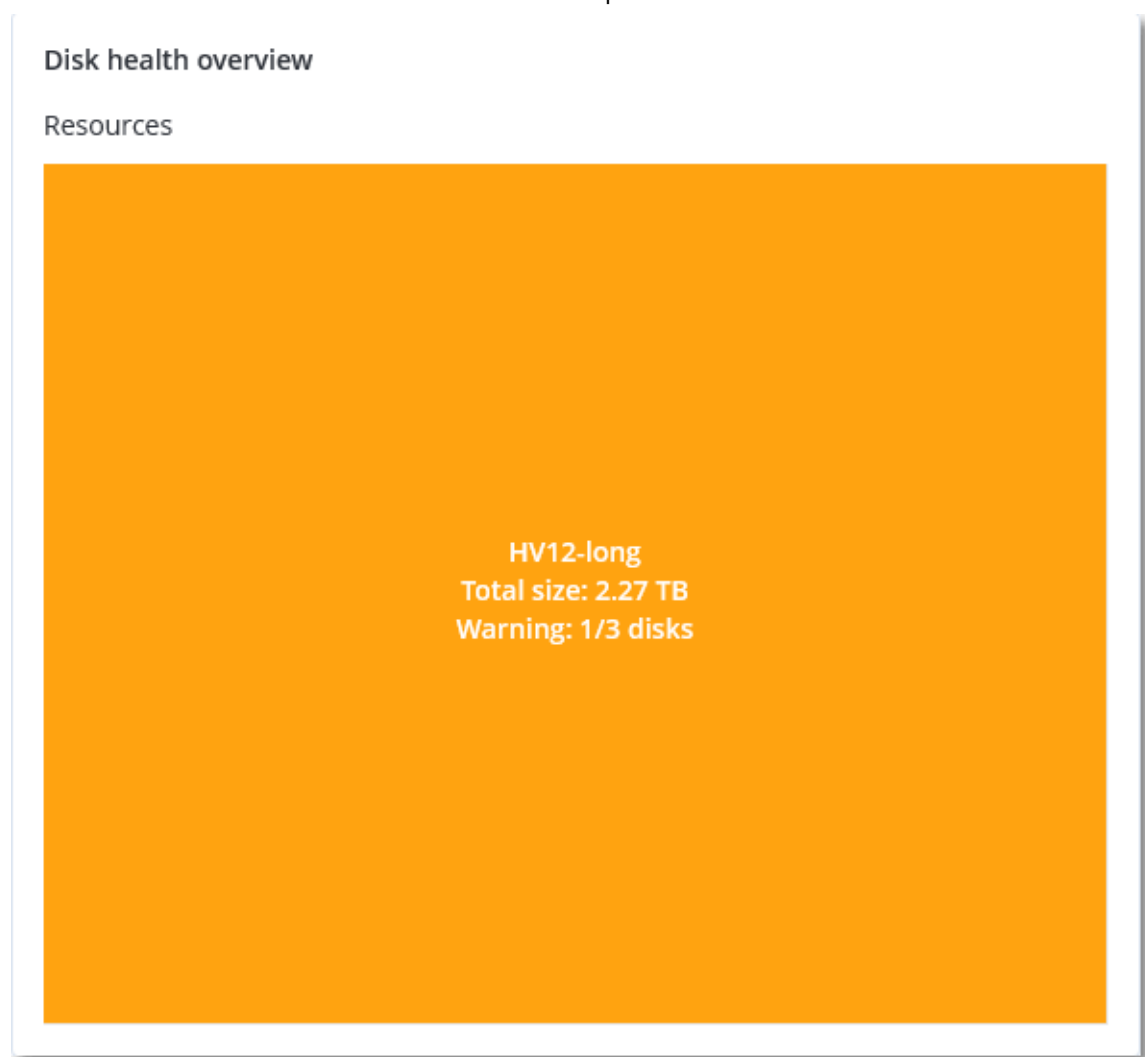 Disk health overview
Resources
HV12-long
Total size: 2.27 TB
Warning: 1/3 disks